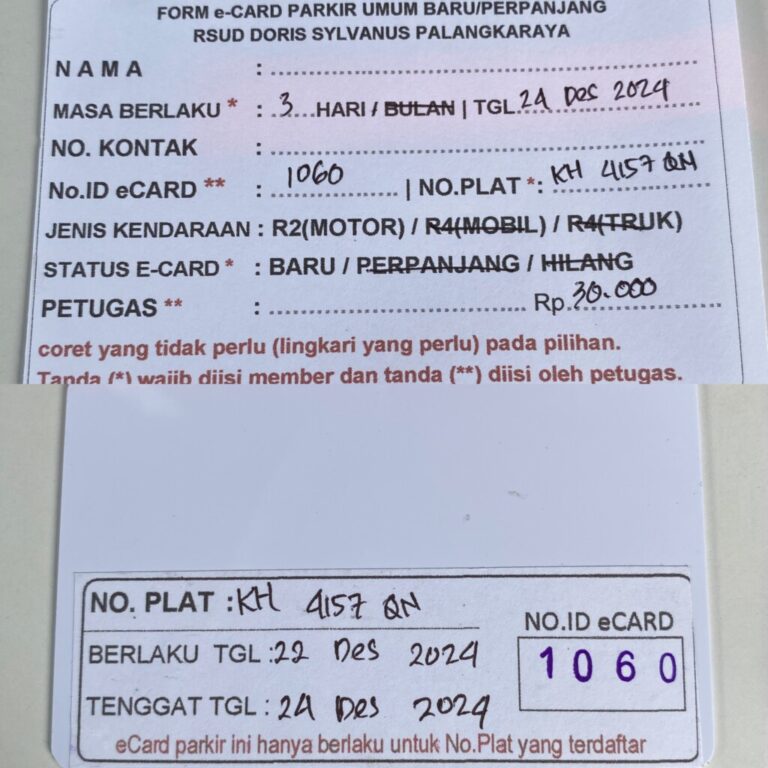 FORM e-CARD PARKIR UMUM BARU/PERPANJANG
RSUD DORIS SYLVANUS PALANGKARAYA
N A M A : ........................................
MASA BERLAKU * : .3...HARI / BULAN | TGL.24 Des 2024
NO. KONTAK : ........................................
No.ID eCARD ** : 1060 | NO.PLAT *: KH 4157 QN
JENIS KENDARAAN : R2(MOTOR) / R4(MOBIL) / R4(TRUK)
STATUS E-CARD * : BARU / PERPANJANG / HILANG
PETUGAS ** : ........................................ Rp.30.000
coret yang tidak perlu (lingkari yang perlu) pada pilihan.
Tanda (*) wajib diisi member dan tanda (**) diisi oleh petugas.
NO. PLAT : KH 4157 QN
NO.ID eCARD
BERLAKU TGL : 22 Des 2024
1060
TENGGAT TGL : 24 Des 2024
eCard parkir ini hanya berlaku untuk No.Plat yang terdaftar